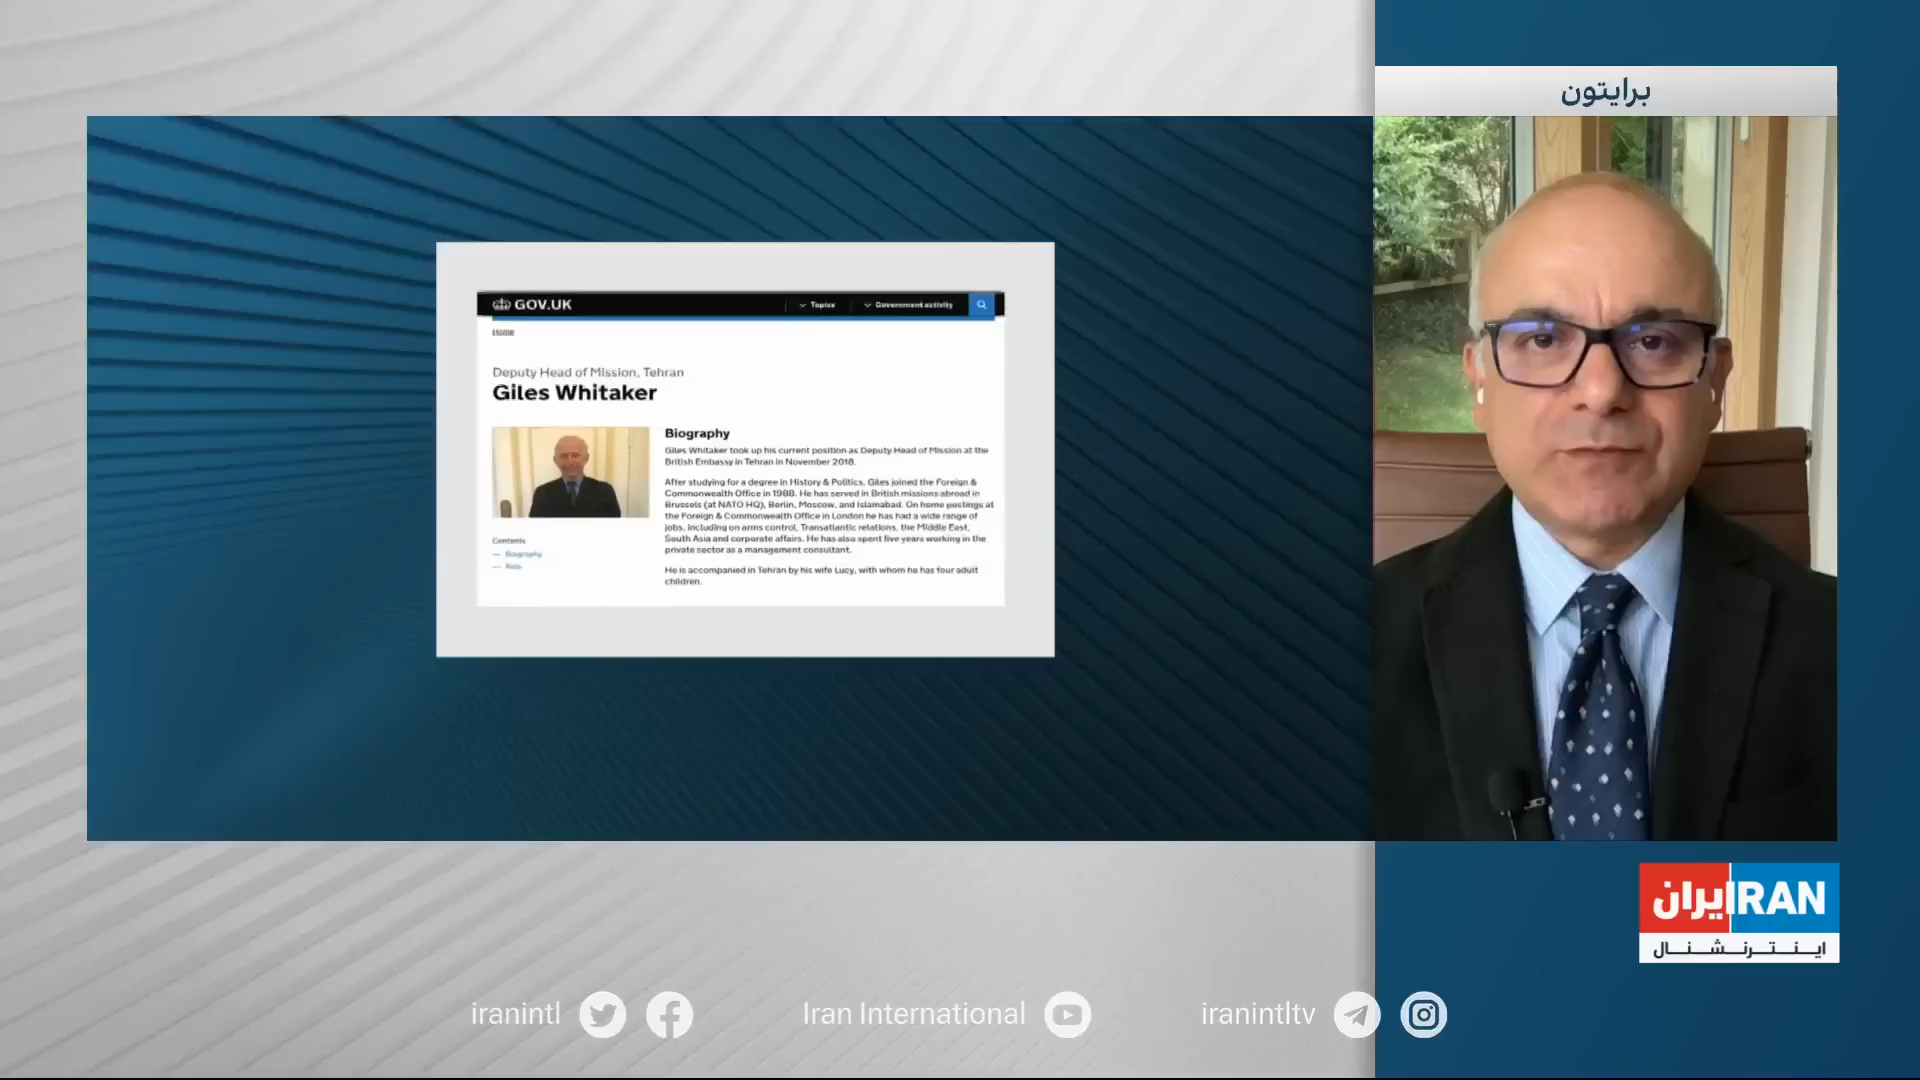 برایتون
GOV.UK
Topics
Government activity
Home
Deputy Head of Mission, Tehran
Giles Whitaker
Biography
Giles Whitaker took up his current position as Deputy Head of Mission at the
British Embassy in Tehran in November 2018.
After studying for a degree in History & Politics, Giles joined the Foreign &
Commonwealth Office in 1988. He has served in British missions abroad in
Brussels (at NATO HQ), Berlin, Moscow, and Islamabad. On home postings at
the Foreign & Commonwealth Office in London he has had a wide range of
jobs, including on arms control, Transatlantic relations, the Middle East,
South Asia and corporate affairs. He has also spent five years working in the
private sector as a management consultant.
He is accompanied in Tehran by his wife Lucy, with whom he has four adult
children.
Contents
— Biography
— Role
ایران IRAN
اینترنشنال
iranintl
Iran International
iranintltv